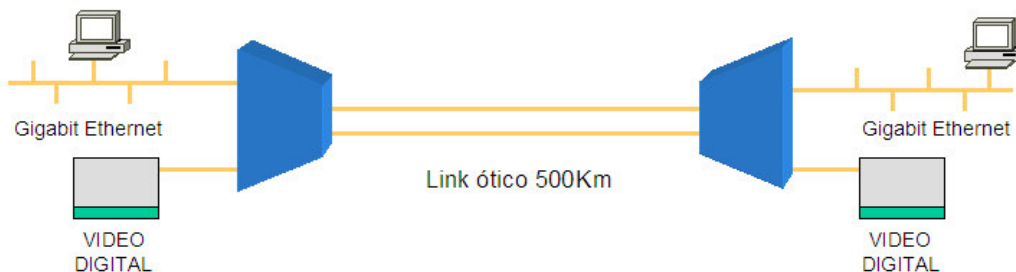 Gigabit Ethernet
Gigabit Ethernet
Link ótico 500Km
VIDEO
DIGITAL
VIDEO
DIGITAL